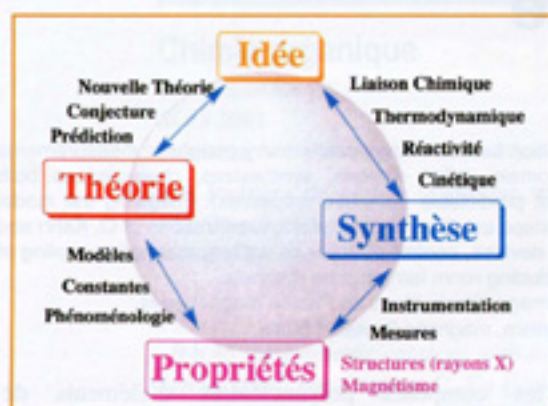 Idée
Nouvelle Théorie
Conjecture
Prédiction
Liaison Chimique
Thermodynamique
Réactivité
Cinétique
Théorie
Synthèse
Modèles
Constantes
Phénoménologie
Instrumentation
Mesures
Propriétés
Structures (rayons X)
Magnétisme